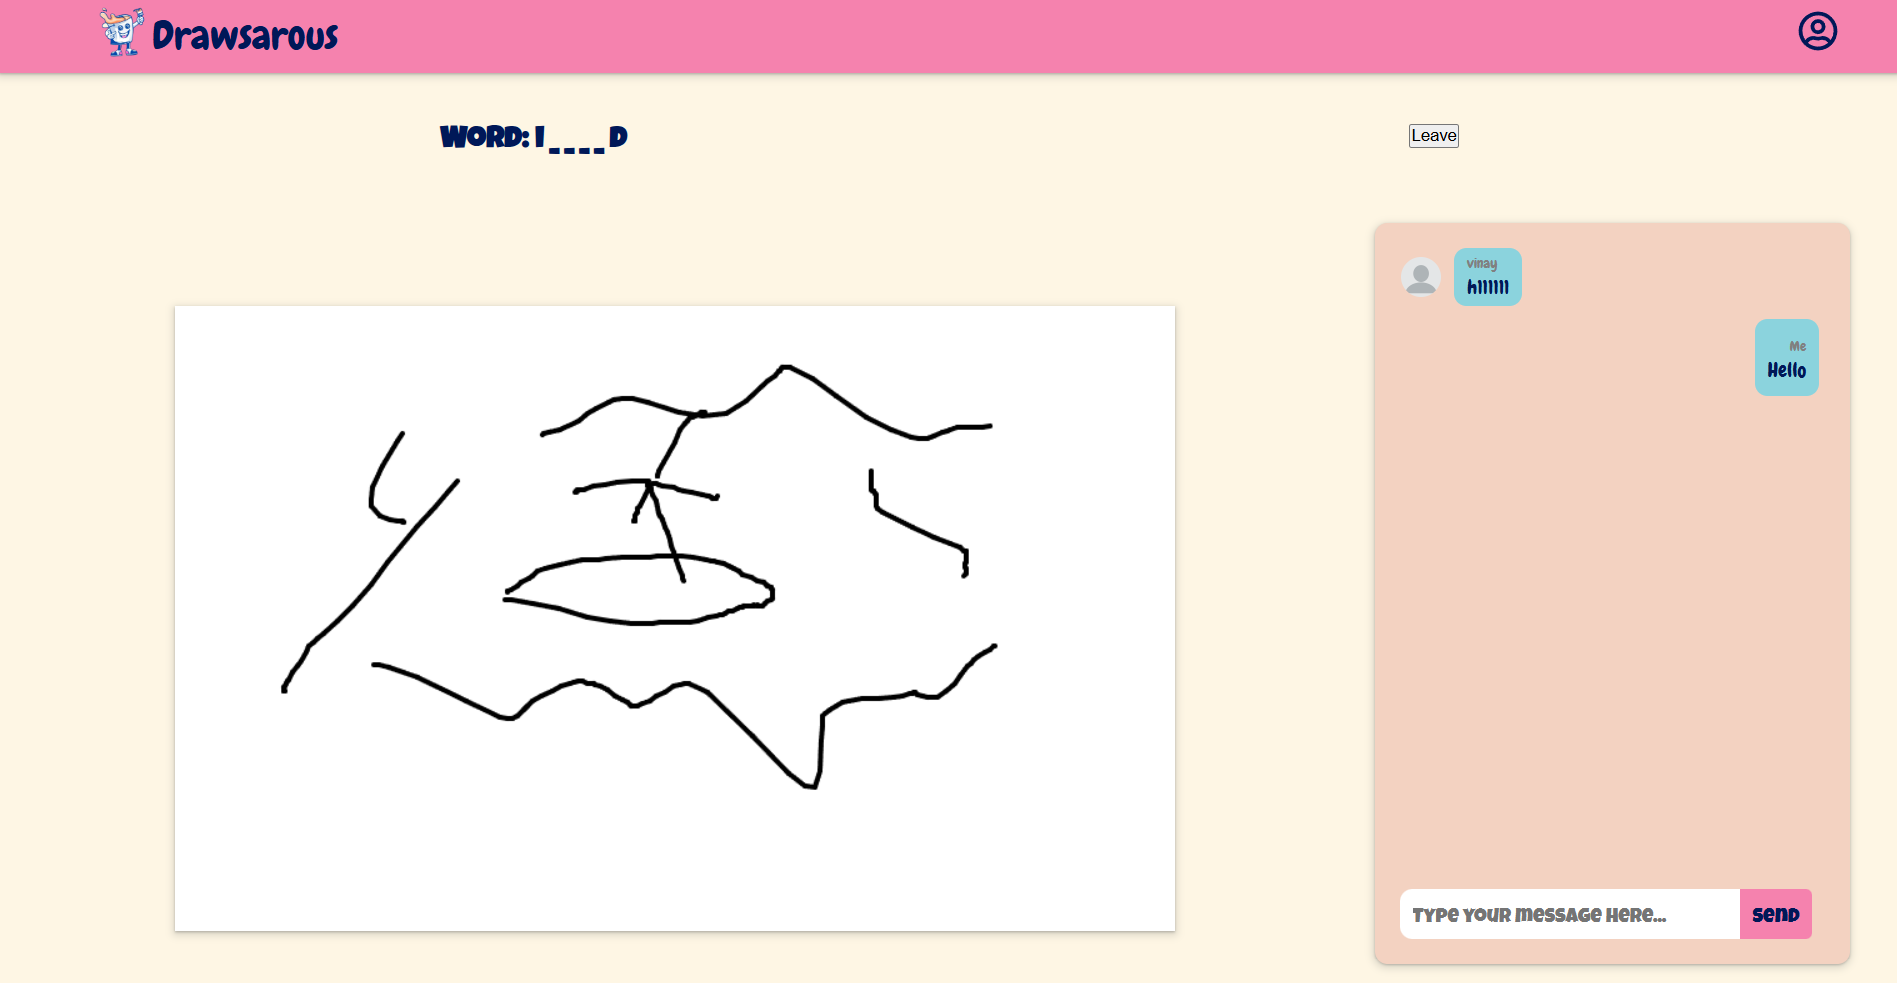 Drawsarous
WORD: I _ _ _ _ D
Leave
vinay
hIIIIII
Me
Hello
Type your message here...
send